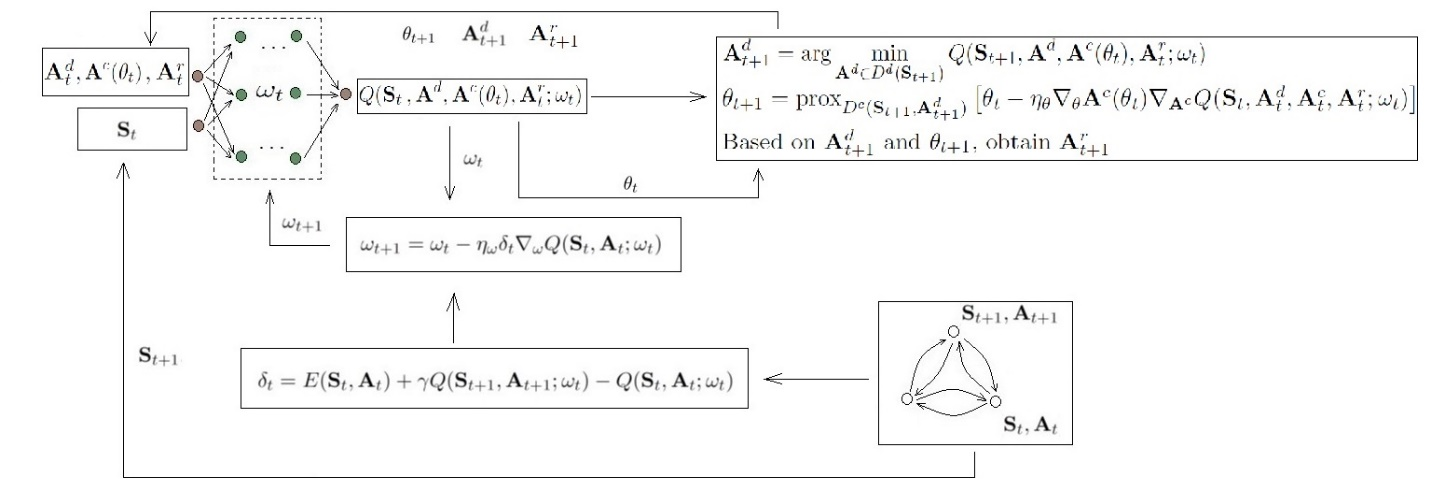 θ_{t+1} A^d_{t+1} A^r_{t+1}
A^d_t, A^c(θ_t), A^r_t
S_t
. . .
ω_t
. . .
Q(S_t, A^d, A^c(θ_t), A^r_t; ω_t)
A^d_{t+1} = arg min_{A^d⊂D^d(S_{t+1})} Q(S_{t+1}, A^d, A^c(θ_t), A^r_t; ω_t)
θ_{t+1} = prox_{D^c(S_{t+1}, A^d_{t+1})} [θ_t − η_θ∇_θA^c(θ_t)∇_{A^c}Q(S_t, A^d_t, A^c_t, A^r_t; ω_t)]
Based on A^d_{t+1} and θ_{t+1}, obtain A^r_{t+1}
ω_t
θ_t
ω_{t+1}
ω_{t+1} = ω_t − η_ωδ_t∇_ωQ(S_t, A_t; ω_t)
S_{t+1}
δ_t = E(S_t, A_t) + γQ(S_{t+1}, A_{t+1}; ω_t) − Q(S_t, A_t; ω_t)
S_{t+1}, A_{t+1}
S_t, A_t